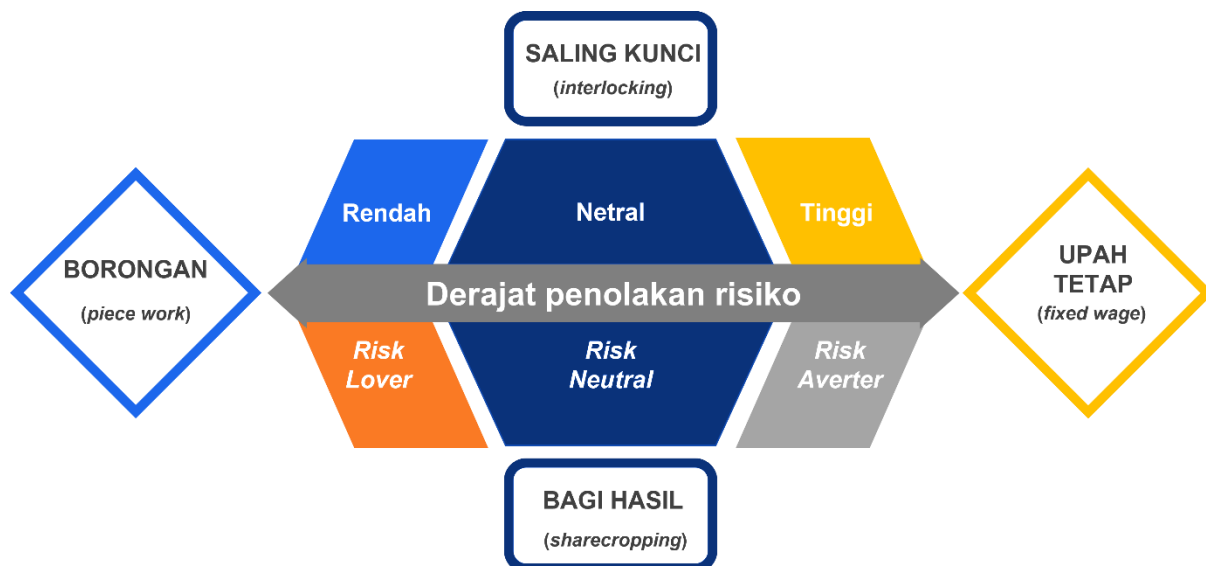 SALING KUNCI
(interlocking)
Rendah
Netral
Tinggi
BORONGAN
(piece work)
Derajat penolakan risiko
UPAH
TETAP
(fixed wage)
Risk
Lover
Risk
Neutral
Risk
Averter
BAGI HASIL
(sharecropping)